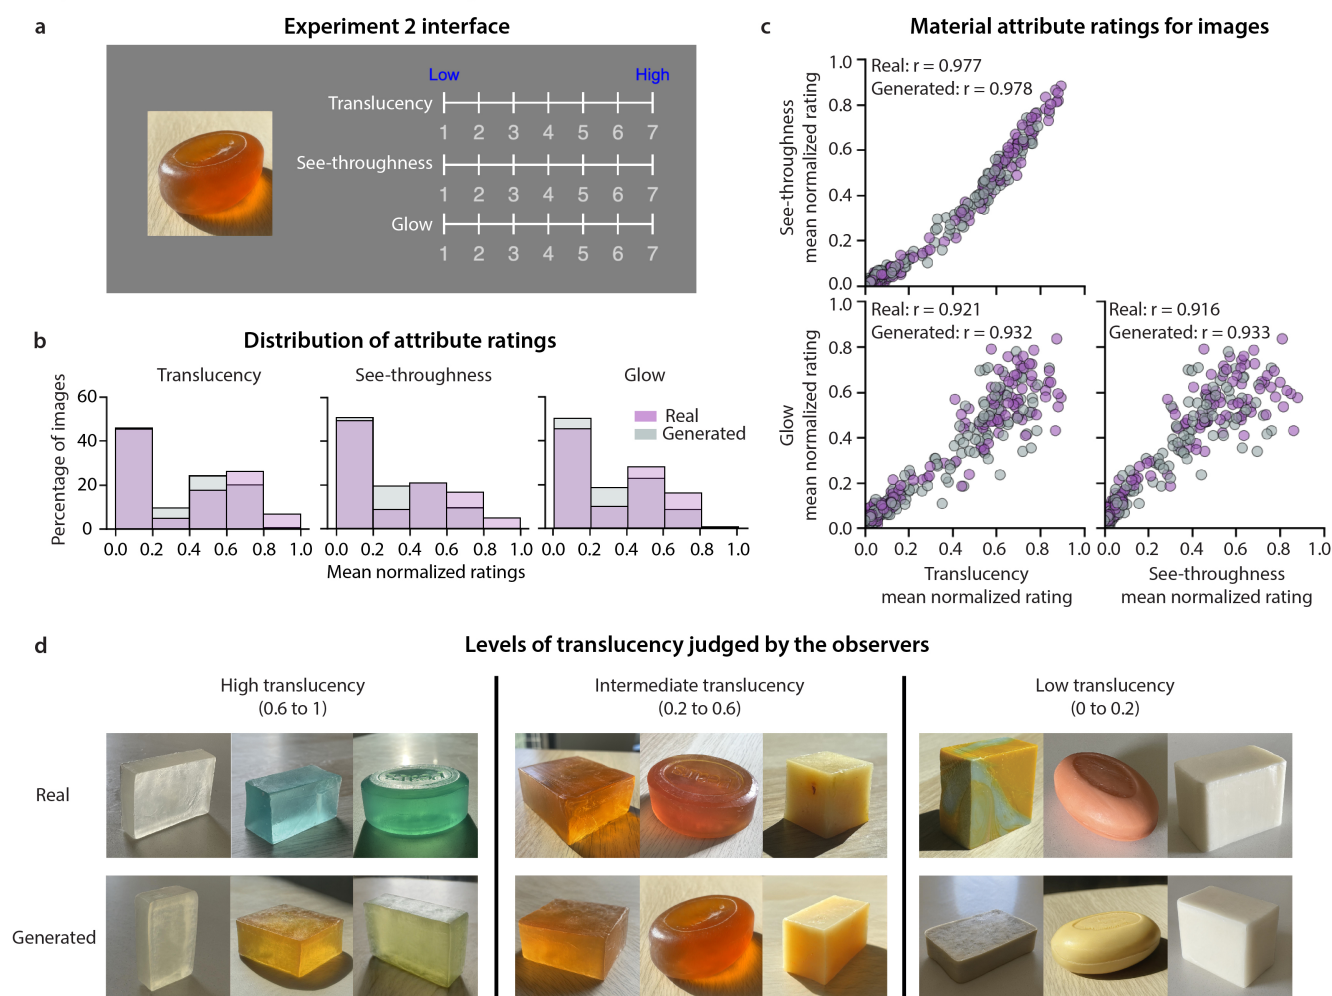 a
Experiment 2 interface
Low
High
Translucency
1 2 3 4 5 6 7
See-throughness
1 2 3 4 5 6 7
Glow
1 2 3 4 5 6 7
b
Distribution of attribute ratings
Translucency
See-throughness
Glow
Percentage of images
60
40
20
0
Real
Generated
0.0 0.2 0.4 0.6 0.8 1.0
0.0 0.2 0.4 0.6 0.8 1.0
0.0 0.2 0.4 0.6 0.8 1.0
Mean normalized ratings
c
Material attribute ratings for images
See-throughness
mean normalized rating
1.0
0.8
0.6
0.4
0.2
0.0
Real: r = 0.977
Generated: r = 0.978
Glow
mean normalized rating
1.0
0.8
0.6
0.4
0.2
0.0
Real: r = 0.921
Generated: r = 0.932
Real: r = 0.916
Generated: r = 0.933
0.0 0.2 0.4 0.6 0.8 1.0
0.0 0.2 0.4 0.6 0.8 1.0
Translucency
mean normalized rating
See-throughness
mean normalized rating
d
Levels of translucency judged by the observers
High translucency
(0.6 to 1)
Intermediate translucency
(0.2 to 0.6)
Low translucency
(0 to 0.2)
Real
Generated